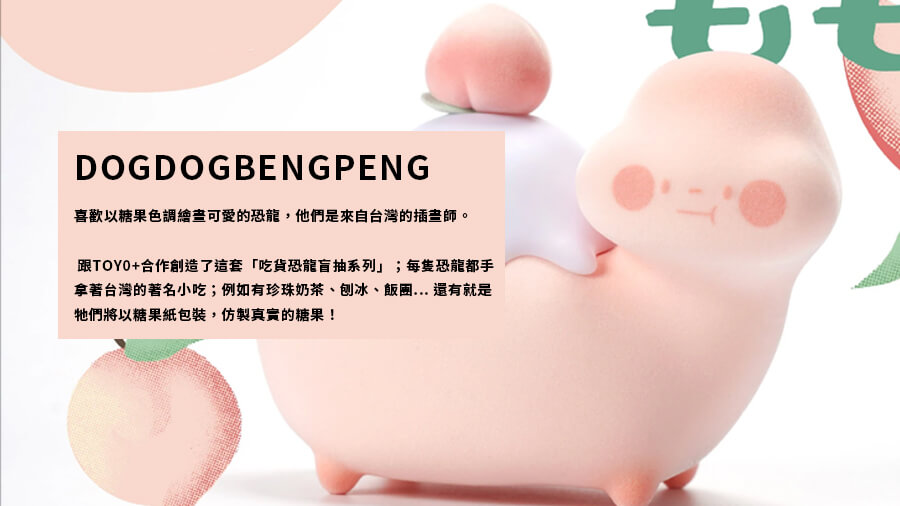 DOGDOGBENGPENG
喜歡以糖果色調繪畫可愛的恐龍，他們是來自台灣的插畫師。
跟TOY0+合作創造了這套「吃貨恐龍盲抽系列」；每隻恐龍都手
拿著台灣的著名小吃；例如有珍珠奶茶、刨冰、飯團... 還有就是
牠們將以糖果紙包裝，仿製真實的糖果！